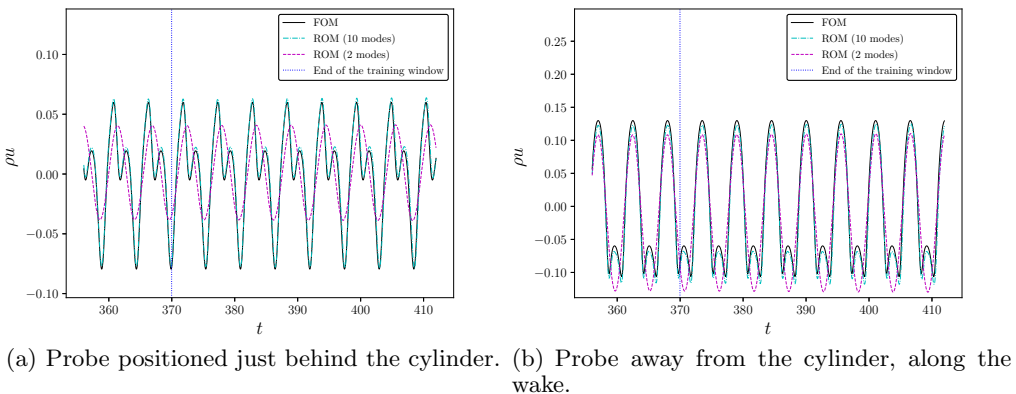 0.10
0.05
0.00
−0.05
−0.10
ρu
360
370
380
390
400
410
t
FOM
ROM (10 modes)
ROM (2 modes)
End of the training window
0.25
0.20
0.15
0.10
0.05
0.00
−0.05
−0.10
ρu
360
370
380
390
400
410
t
FOM
ROM (10 modes)
ROM (2 modes)
End of the training window
(a) Probe positioned just behind the cylinder.
(b) Probe away from the cylinder, along the
wake.